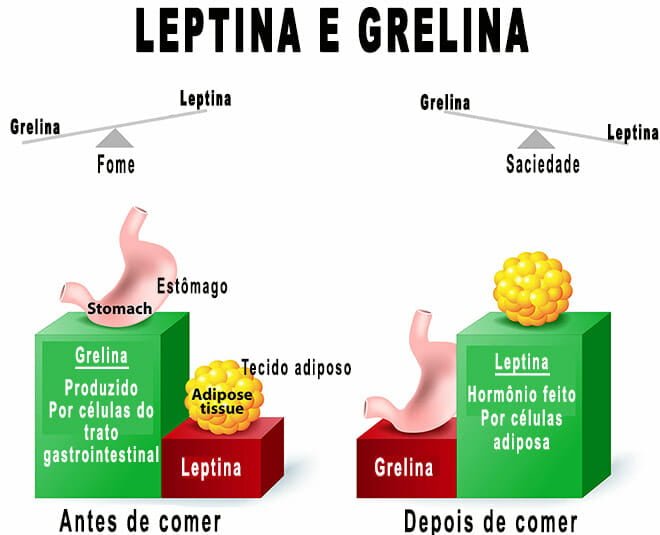 LEPTINA E GRELINA
Grelina
Leptina
Fome
Grelina
Leptina
Saciedade
Estômago
Stomach
Grelina
Produzido
Por células do
trato
gastrointestinal
Tecido adiposo
Adipose
tissue
Leptina
Antes de comer
Leptina
Hormônio feito
Por células
adiposa
Grelina
Depois de comer